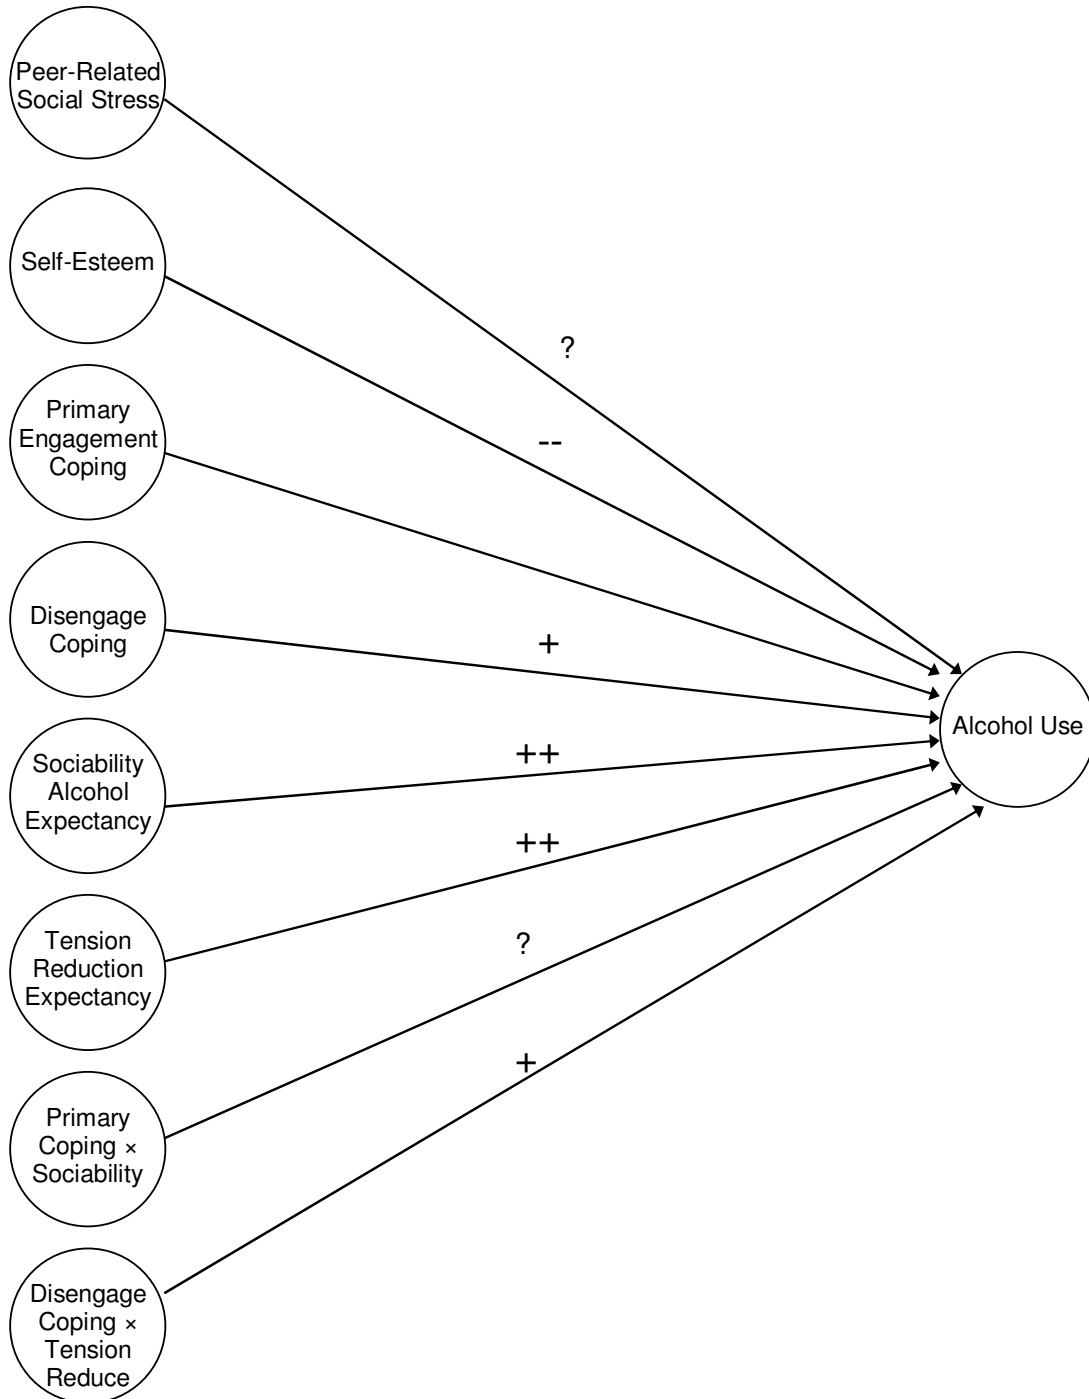 Peer-Related
Social Stress
Self-Esteem
?
Primary
Engagement
Coping
--
Disengage
Coping
+
Alcohol Use
Sociability
Alcohol
Expectancy
++
++
Tension
Reduction
Expectancy
?
Primary
Coping ×
Sociability
+
Disengage
Coping ×
Tension
Reduce